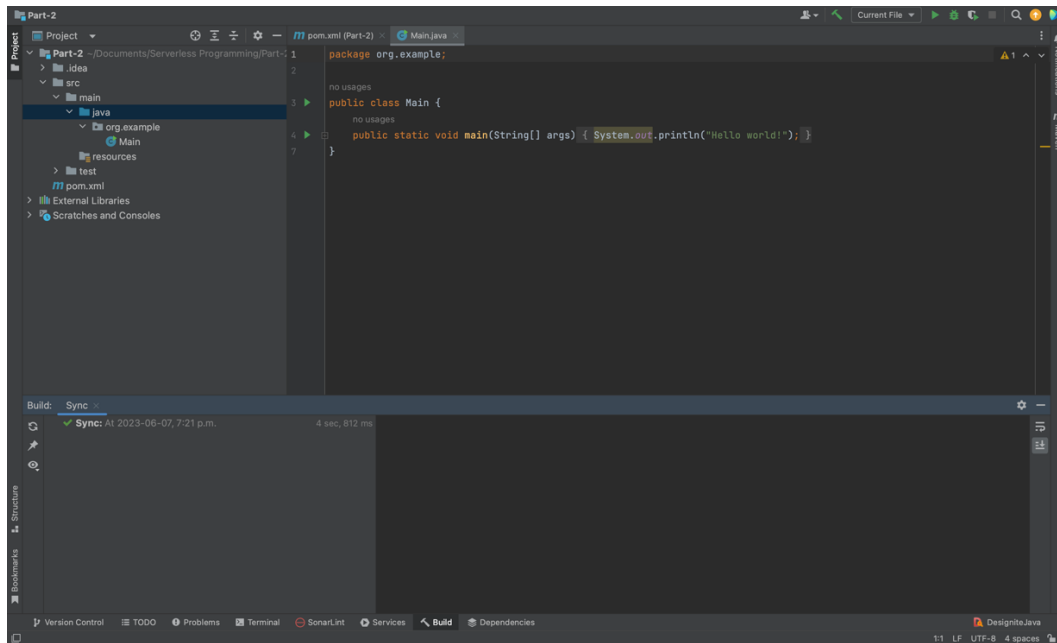 Part-2
Current File
Project
pom.xml (Part-2)
Main.java
Project
Part-2 ~/Documents/Serverless Programming/Part-
.idea
src
main
java
org.example
Main
resources
test
pom.xml
External Libraries
Scratches and Consoles
1 package org.example;
1
2
no usages
3 public class Main {
no usages
4 public static void main(String[] args) { System.out.println("Hello world!"); }
7 }
Build: Sync
Sync: At 2023-06-07, 7:21 p.m. 4 sec, 812 ms
Structure
Bookmarks
Version Control TODO Problems Terminal SonarLint Services Build Dependencies DesigniteJava
1:1 LF UTF-8 4 spaces